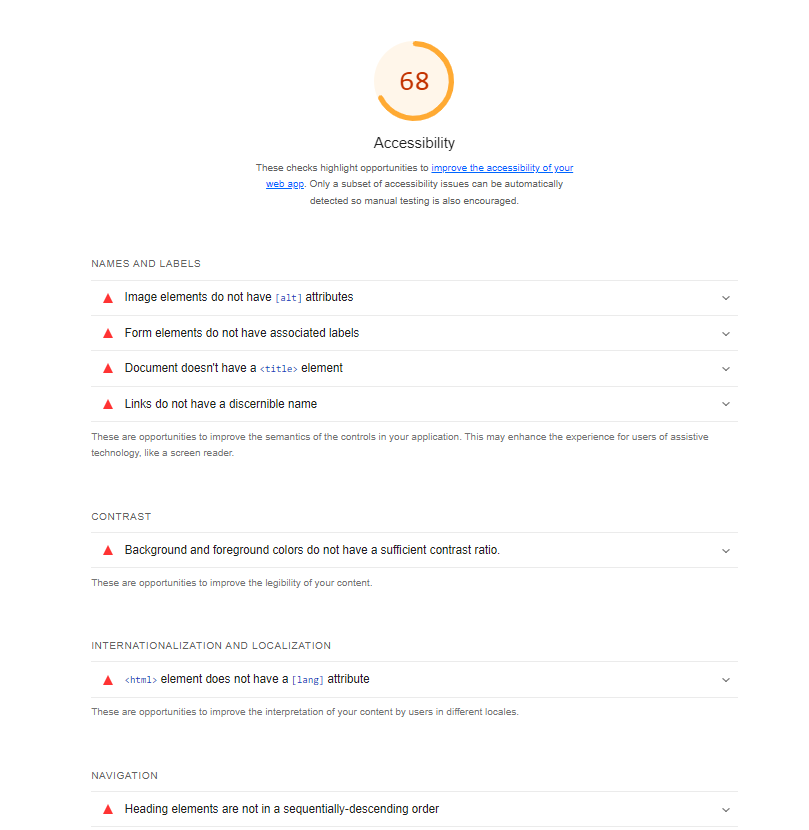 68
Accessibility
These checks highlight opportunities to improve the accessibility of your
web app. Only a subset of accessibility issues can be automatically
detected so manual testing is also encouraged.
NAMES AND LABELS
Image elements do not have [alt] attributes
Form elements do not have associated labels
Document doesn't have a <title> element
Links do not have a discernible name
These are opportunities to improve the semantics of the controls in your application. This may enhance the experience for users of assistive
technology, like a screen reader.
CONTRAST
Background and foreground colors do not have a sufficient contrast ratio.
These are opportunities to improve the legibility of your content.
INTERNATIONALIZATION AND LOCALIZATION
<html> element does not have a [lang] attribute
These are opportunities to improve the interpretation of your content by users in different locales.
NAVIGATION
Heading elements are not in a sequentially-descending order